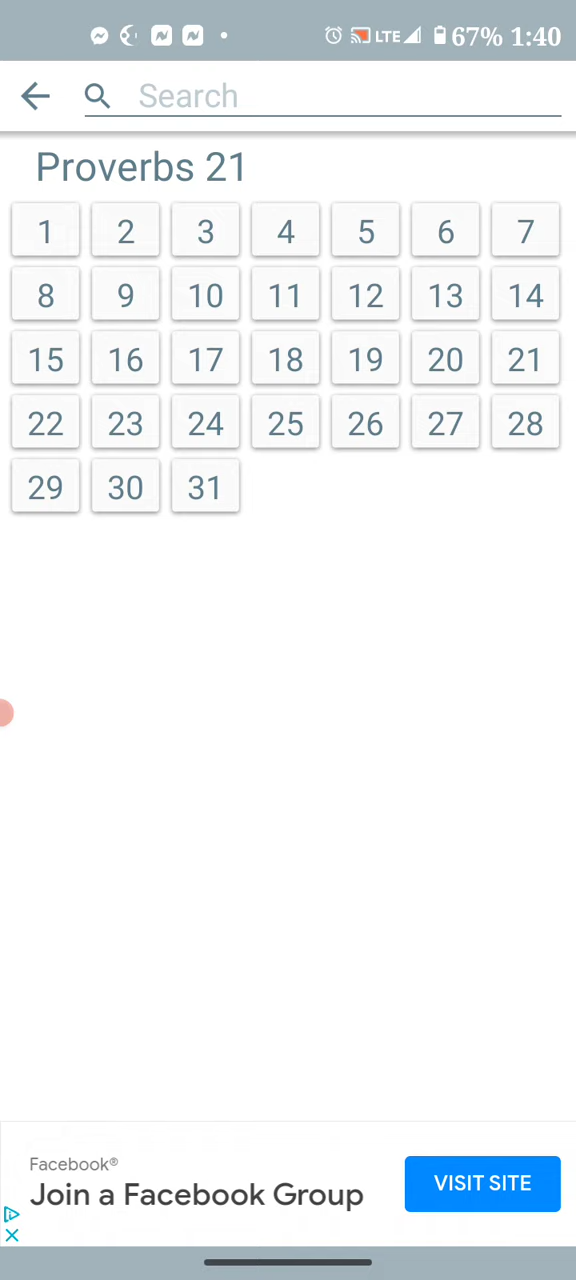 LTE 67% 1:40
Search
Proverbs 21
1 2 3 4 5 6 7
8 9 10 11 12 13 14
15 16 17 18 19 20 21
22 23 24 25 26 27 28
29 30 31
Facebook®
Join a Facebook Group
VISIT SITE